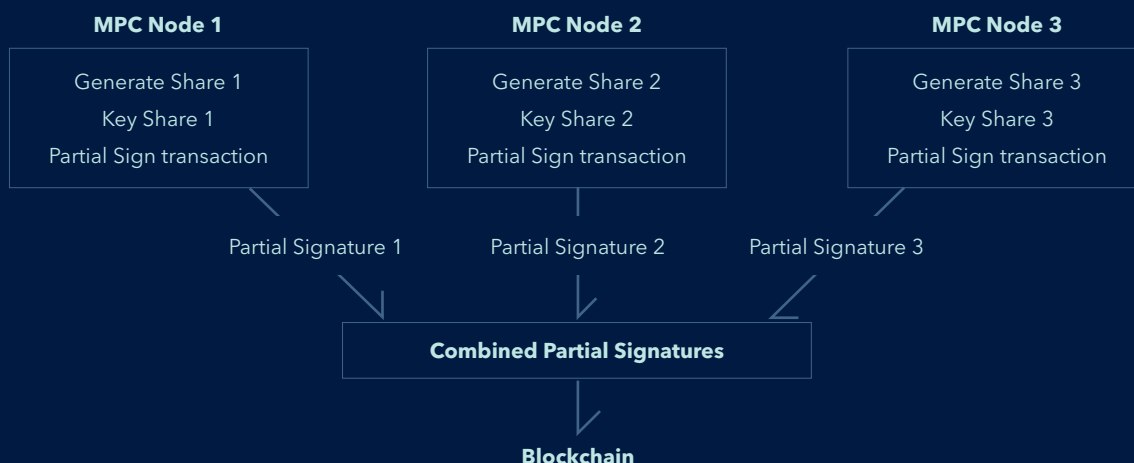 MPC Node 1
Generate Share 1
Key Share 1
Partial Sign transaction
MPC Node 2
Generate Share 2
Key Share 2
Partial Sign transaction
MPC Node 3
Generate Share 3
Key Share 3
Partial Sign transaction
Partial Signature 1
Partial Signature 2
Partial Signature 3
Combined Partial Signatures
Blockchain